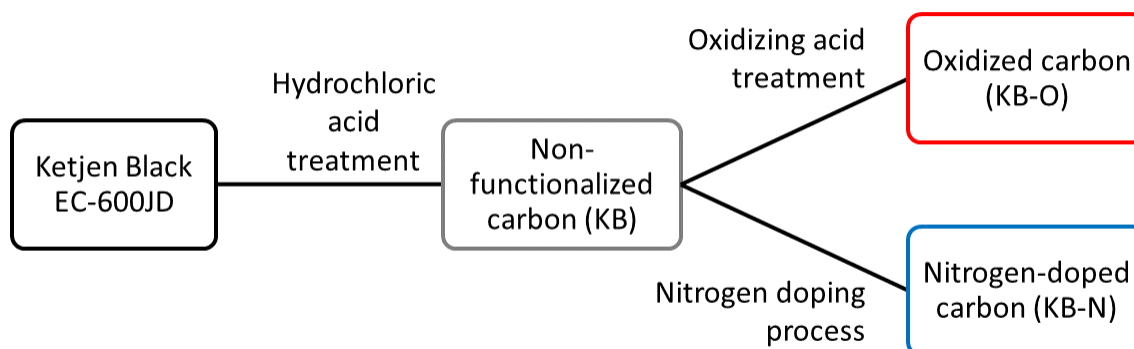 Ketjen Black
EC-600JD
Hydrochloric
acid
treatment
Non-
functionalized
carbon (KB)
Oxidizing acid
treatment
Oxidized carbon
(KB-O)
Nitrogen doping
process
Nitrogen-doped
carbon (KB-N)